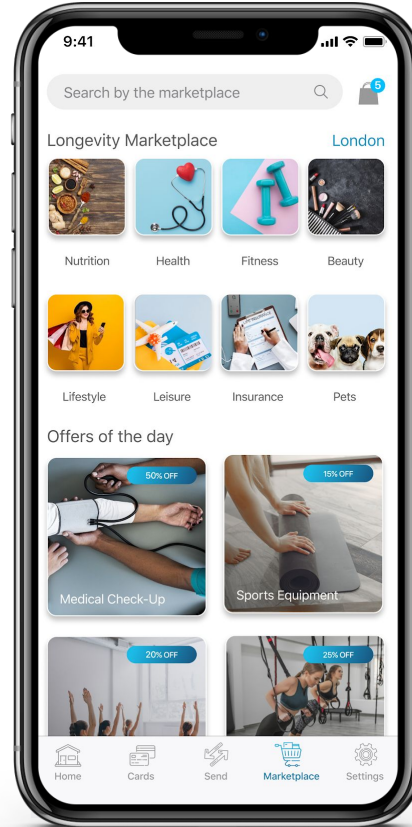 9:41
Search by the marketplace
5
Longevity Marketplace
London
Nutrition
Health
Fitness
Beauty
Lifestyle
Leisure
Insurance
Pets
Offers of the day
50% OFF
15% OFF
Medical Check-Up
Sports Equipment
20% OFF
25% OFF
Home
Cards
Send
Marketplace
Settings